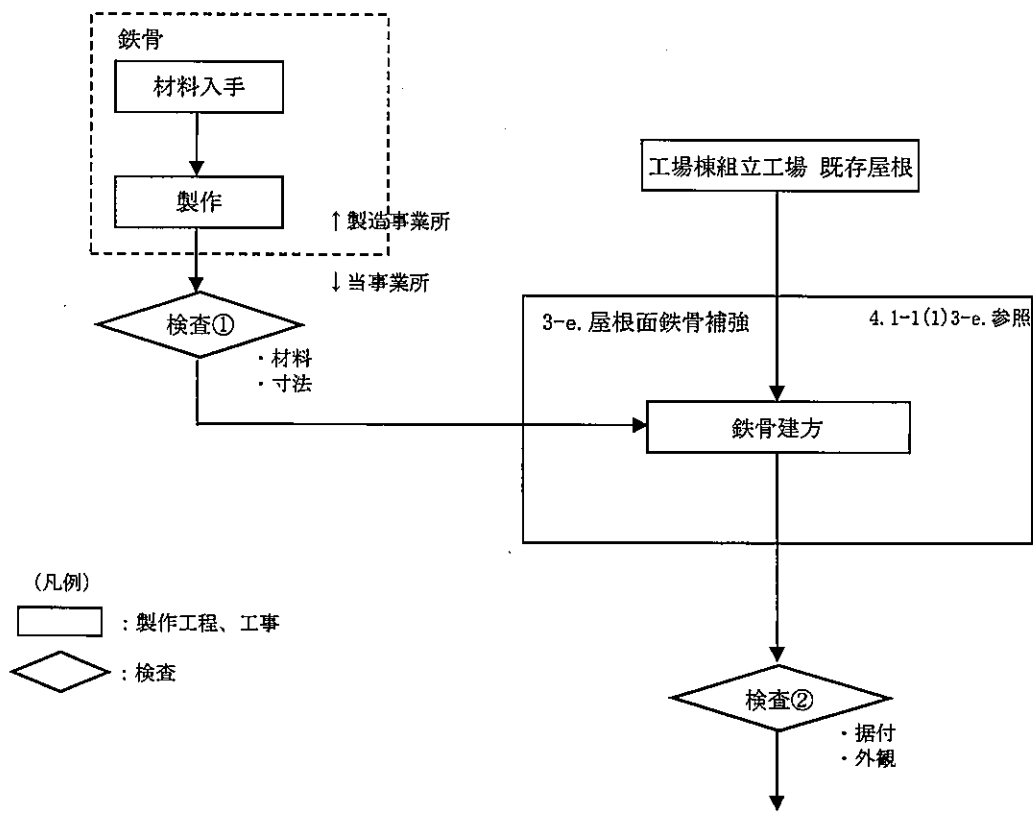 鉄骨
材料入手
製作
↑製造事業所
↓当事業所
検査①
・材料
・寸法
工場棟組立工場 既存屋根
3-e.屋根面鉄骨補強
4.1-1(1)3-e.参照
鉄骨建方
検査②
・据付
・外観
(凡例)
：製作工程、工事
：検査